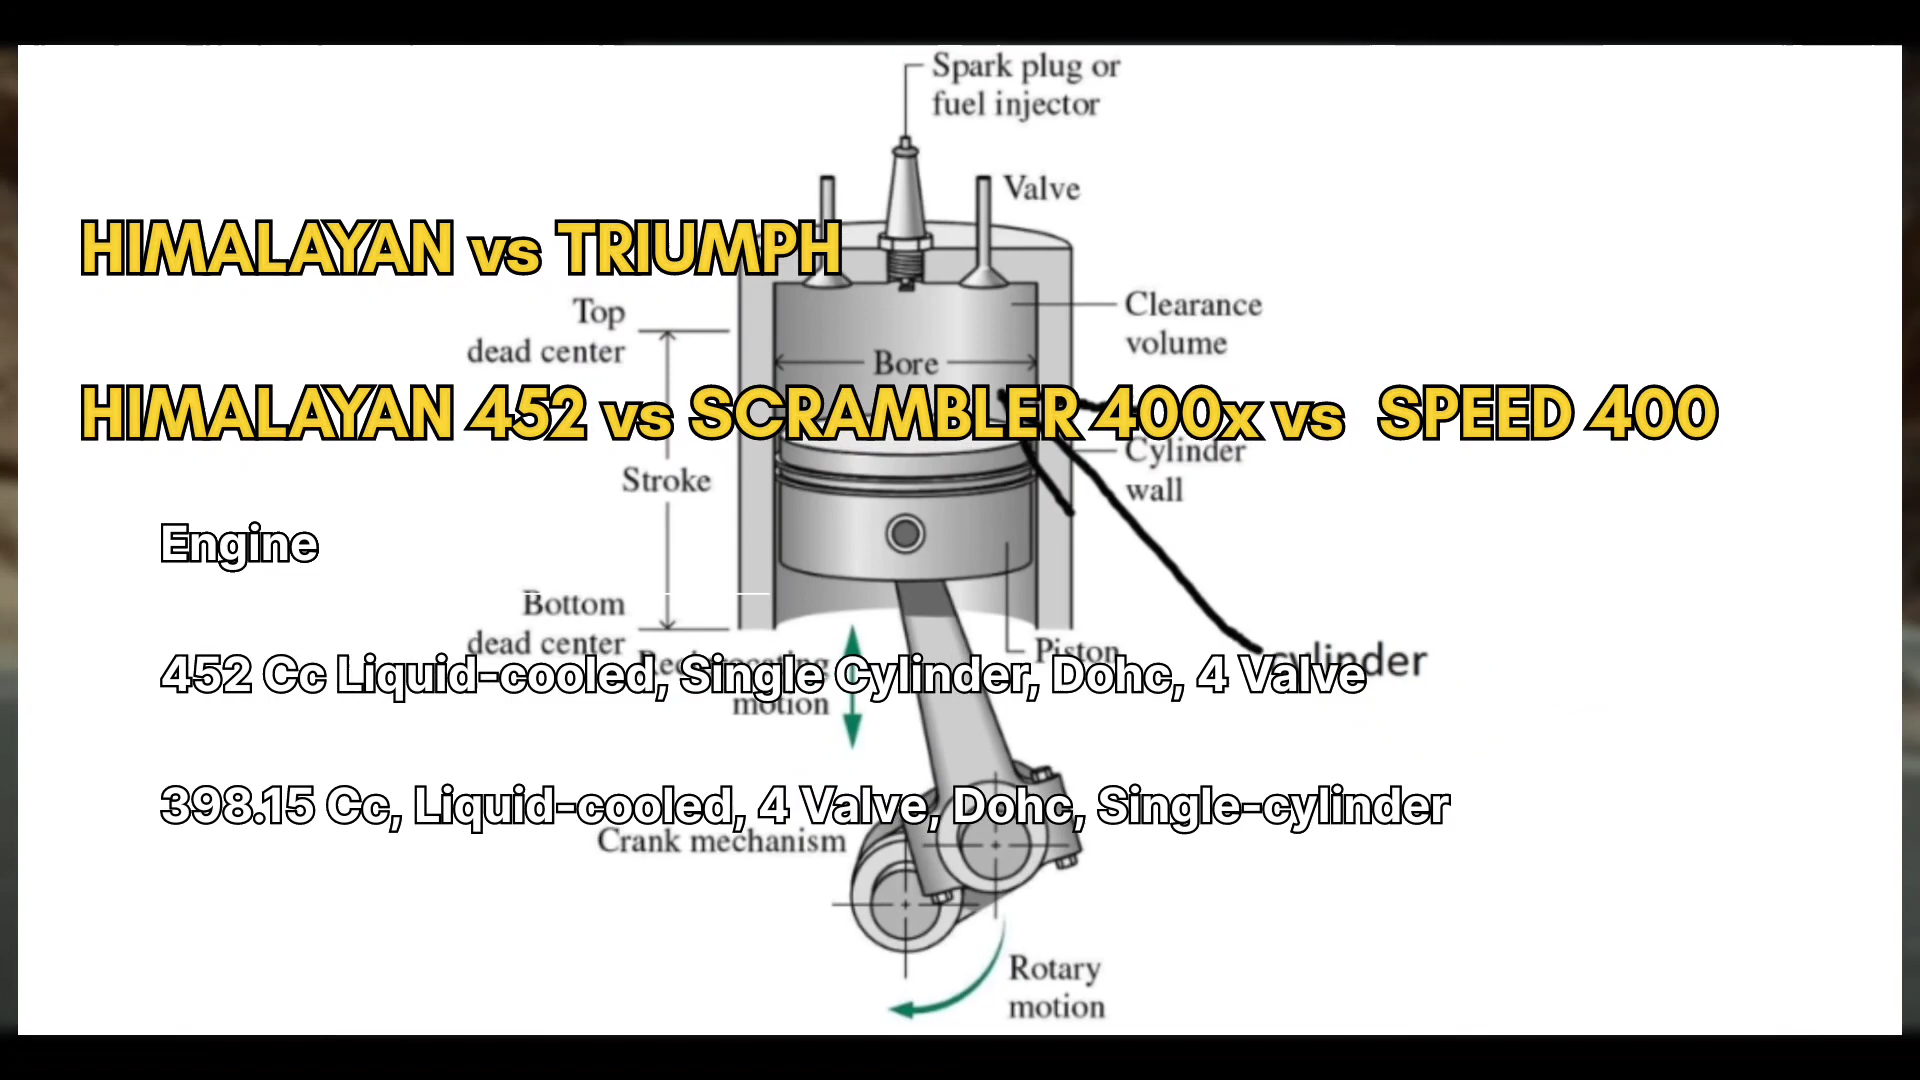 Spark plug or
fuel injector
Valve
HIMALAYAN vs TRIUMPH
Top
dead center
Clearance
volume
Bore
HIMALAYAN 452 vs SCRAMBLER 400x vs SPEED 400
Cylinder
wall
Stroke
Engine
Bottom
dead center
Piston
Reciprocating
motion
cylinder
452 Cc Liquid-cooled, Single Cylinder, Dohc, 4 Valve
398.15 Cc, Liquid-cooled, 4 Valve, Dohc, Single-cylinder
Crank mechanism
Rotary
motion